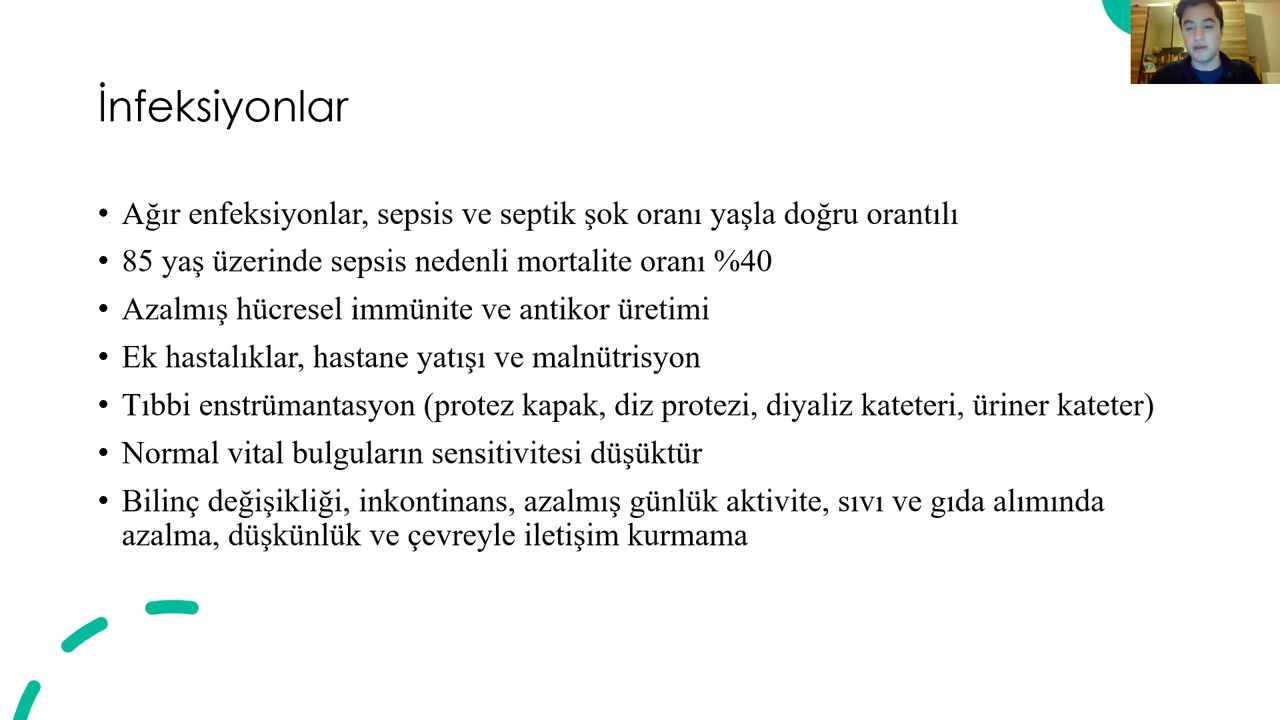 İnfeksiyonlar
• Ağır enfeksiyonlar, sepsis ve septik şok oranı yaşla doğru orantılı
• 85 yaş üzerinde sepsis nedenli mortalite oranı %40
• Azalmış hücresel immünite ve antikor üretimi
• Ek hastalıklar, hastane yatışı ve malnütrisyon
• Tıbbi enstrümantasyon (protez kapak, diz protezi, diyaliz kateteri, üriner kateter)
• Normal vital bulguların sensitivitesi düşüktür
• Bilinç değişikliği, inkontinans, azalmış günlük aktivite, sıvı ve gıda alımında
azalma, düşkünlük ve çevreyle iletişim kurmama